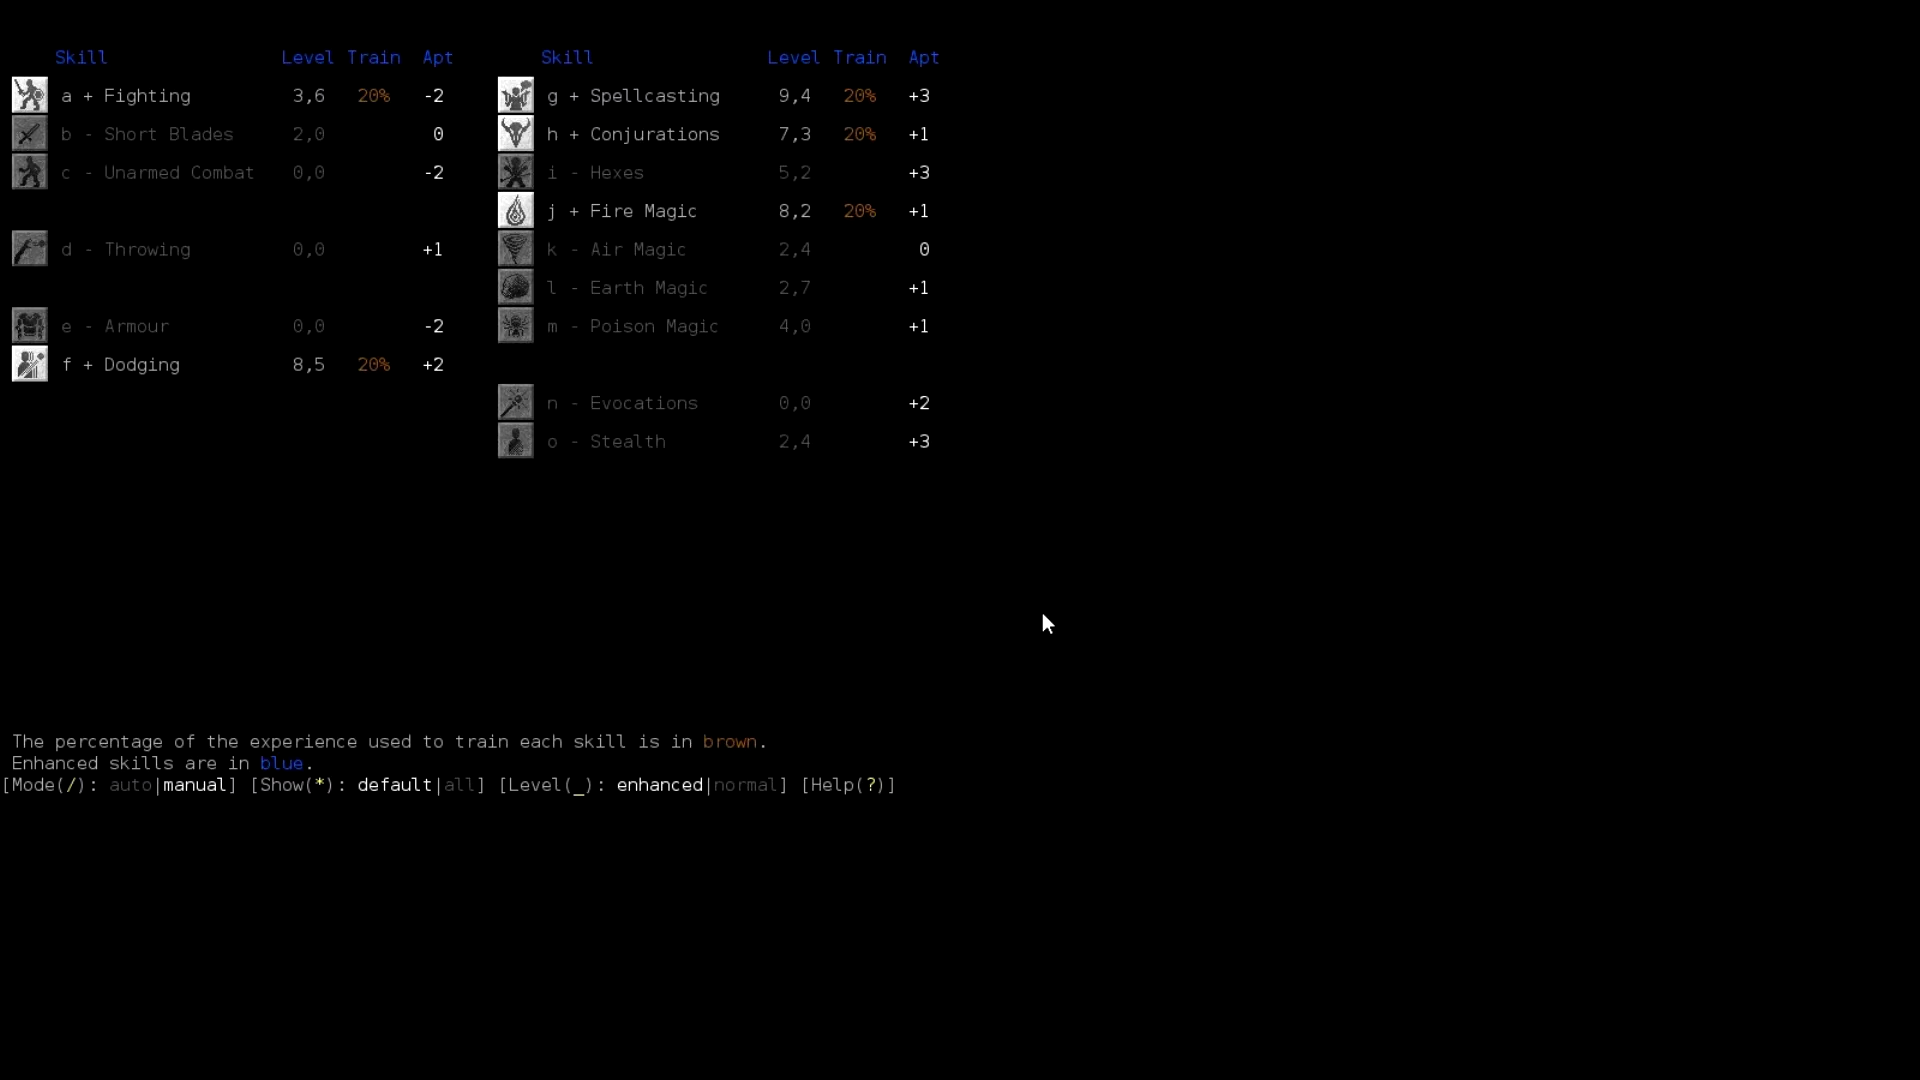 Skill Level Train Apt Skill Level Train Apt
a + Fighting 3,6 20% -2 g + Spellcasting 9,4 20% +3
b - Short Blades 2,0 0 h + Conjurations 7,3 20% +1
c - Unarmed Combat 0,0 -2 i - Hexes 5,2 +3
j + Fire Magic 8,2 20% +1
d - Throwing 0,0 +1 k - Air Magic 2,4 0
l - Earth Magic 2,7 +1
e - Armour 0,0 -2 m - Poison Magic 4,0 +1
f + Dodging 8,5 20% +2
n - Evocations 0,0 +2
o - Stealth 2,4 +3
The percentage of the experience used to train each skill is in brown.
Enhanced skills are in blue.
[Mode(/): auto|manual] [Show(*): default|all] [Level(_): enhanced|normal] [Help(?)]